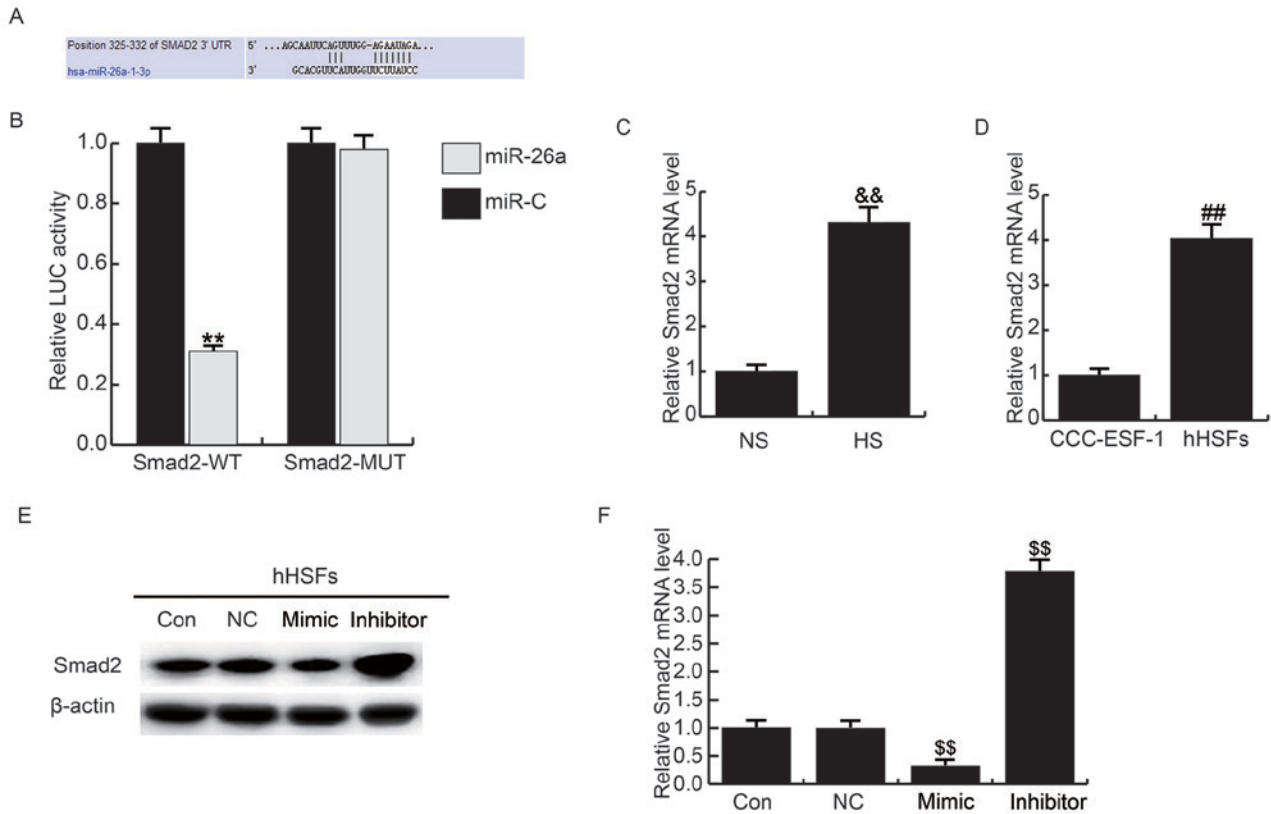 A
Position 325-332 of SMAD2 3' UTR 5' ...AGCAAUUCAGUUUGG-AGAAUAGA...
hsa-miR-26a-1-3p 3' GCACGUUCAUUGGUUCUUAUCC
B
Relative LUC activity
1.0
0.8
0.6
0.4
0.2
0.0
**
Smad2-WT Smad2-MUT
miR-26a
miR-C
C
Relative Smad2 mRNA level
5
4
3
2
1
0
&&
NS HS
D
Relative Smad2 mRNA level
5
4
3
2
1
0
##
CCC-ESF-1 hHSFs
E
hHSFs
Con NC Mimic Inhibitor
Smad2
β-actin
F
Relative Smad2 mRNA level
4.0
3.5
3.0
2.5
2.0
1.5
1.0
0.5
0.0
$$
$$
Con NC Mimic Inhibitor